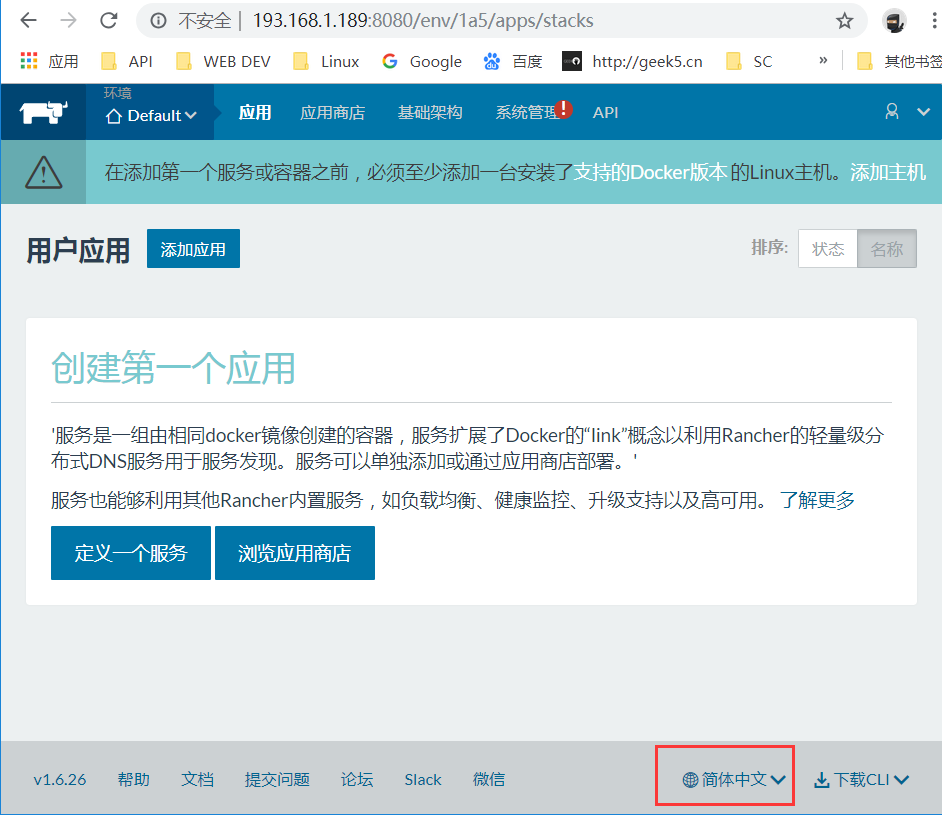 不安全 | 193.168.1.189:8080/env/1a5/apps/stacks
应用 API WEB DEV Linux Google 百度 http://geek5.cn SC » 其他书签
环境
Default 应用 应用商店 基础架构 系统管理 ! API
在添加第一个服务或容器之前，必须至少添加一台安装了支持的Docker版本 的Linux主机。 添加主机
用户应用 添加应用 排序: 状态 名称
创建第一个应用
'服务是一组由相同docker镜像创建的容器，服务扩展了Docker的“link”概念以利用Rancher的轻量级分
布式DNS服务用于服务发现。服务可以单独添加或通过应用商店部署。'
服务也能够利用其他Rancher内置服务，如负载均衡、健康监控、升级支持以及高可用。 了解更多
定义一个服务 浏览应用商店
v1.6.26 帮助 文档 提交问题 论坛 Slack 微信 简体中文 下载CLI